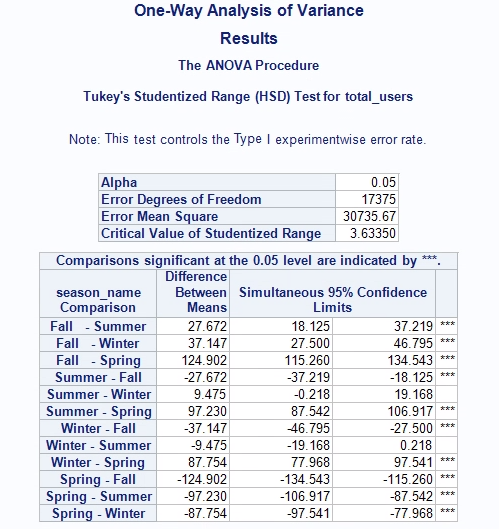 One-Way Analysis of Variance
Results
The ANOVA Procedure
Tukey's Studentized Range (HSD) Test for total_users
Note: This test controls the Type I experimentwise error rate.
Alpha 0.05
Error Degrees of Freedom 17375
Error Mean Square 30735.67
Critical Value of Studentized Range 3.63350
Comparisons significant at the 0.05 level are indicated by ***.
season_name Comparison Difference Between Means Simultaneous 95% Confidence Limits
Fall - Summer 27.672 18.125 37.219 ***
Fall - Winter 37.147 27.500 46.795 ***
Fall - Spring 124.902 115.260 134.543 ***
Summer - Fall -27.672 -37.219 -18.125 ***
Summer - Winter 9.475 -0.218 19.168
Summer - Spring 97.230 87.542 106.917 ***
Winter - Fall -37.147 -46.795 -27.500 ***
Winter - Summer -9.475 -19.168 0.218
Winter - Spring 87.754 77.968 97.541 ***
Spring - Fall -124.902 -134.543 -115.260 ***
Spring - Summer -97.230 -106.917 -87.542 ***
Spring - Winter -87.754 -97.541 -77.968 ***